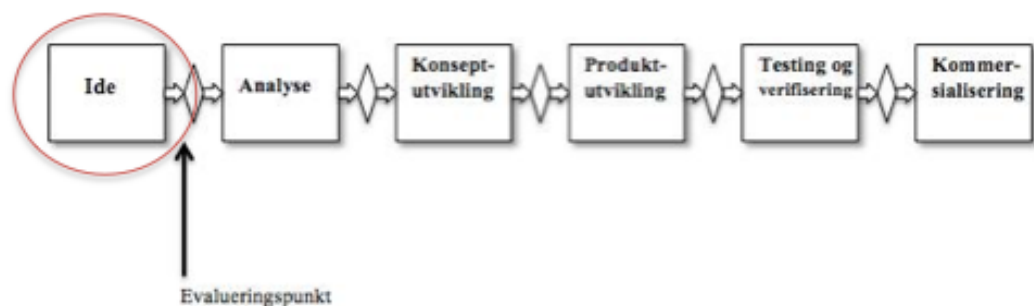 Ide
Analyse
Konsept-
utvikling
Produkt-
utvikling
Testing og
verifisering
Kommer-
sialisering
Evalueringspunkt